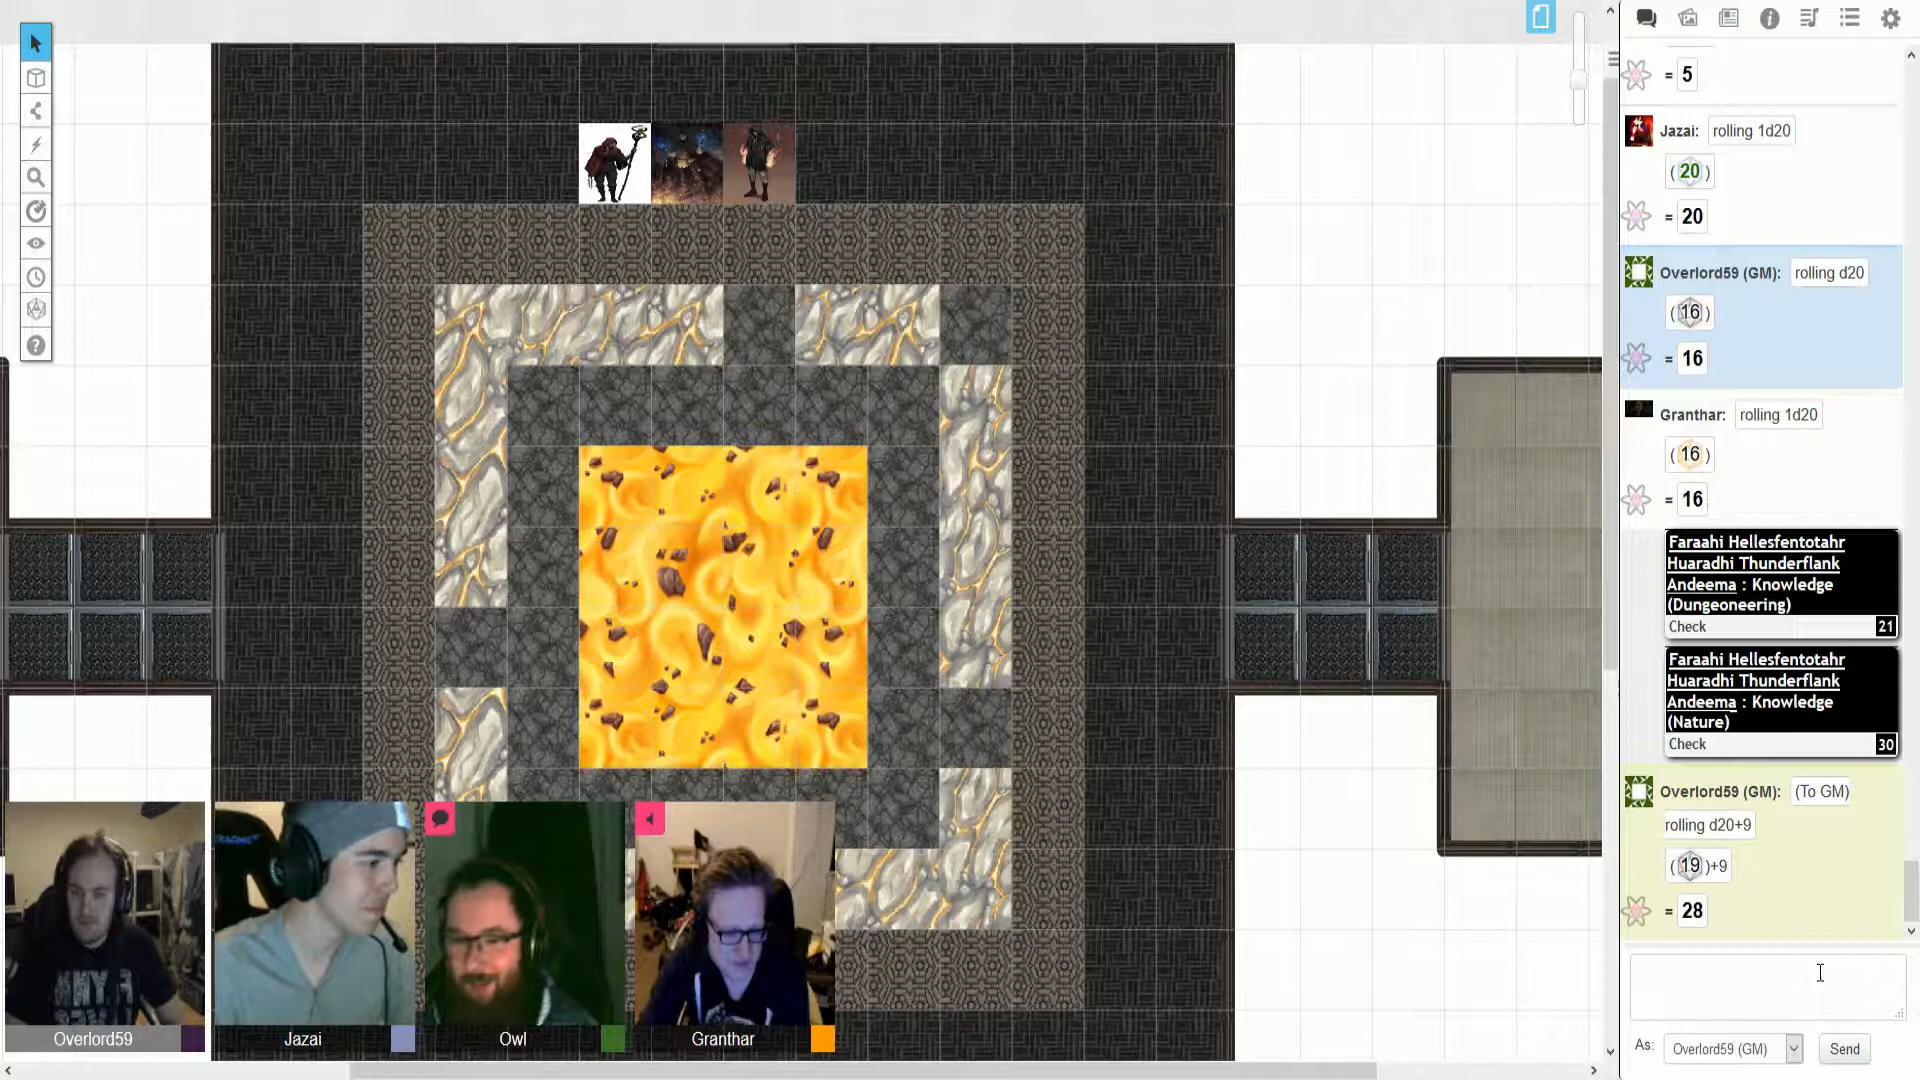 = 5
Jazai: rolling 1d20
(20)
= 20
Overlord59 (GM): rolling d20
(16)
= 16
Granthar: rolling 1d20
(16)
= 16
Faraahi Hellesfentotahr
Huaradhi Thunderflank
Andeema : Knowledge
(Dungeoneering)
Check 21
Faraahi Hellesfentotahr
Huaradhi Thunderflank
Andeema : Knowledge
(Nature)
Check 30
Overlord59 (GM): (To GM)
rolling d20+9
(19)+9
= 28
As: Overlord59 (GM) Send
Overlord59
Jazai
Owl
Granthar